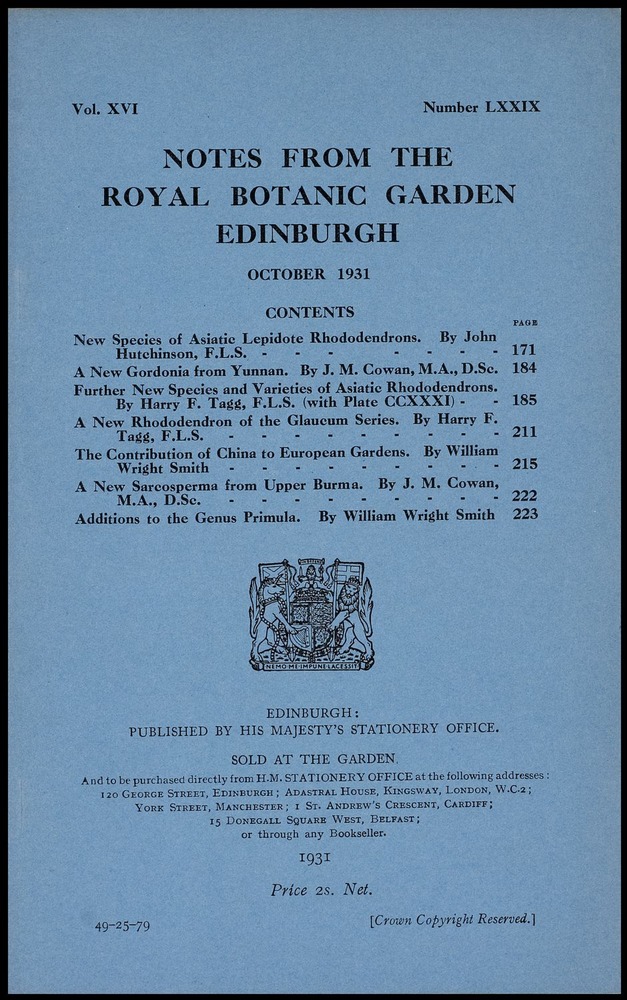 Vol. XVI Number LXXIX
NOTES FROM THE
ROYAL BOTANIC GARDEN
EDINBURGH
OCTOBER 1931
CONTENTS
PAGE
New Species of Asiatic Lepidote Rhododendrons. By John
Hutchinson, F.L.S. - - - - - - - 171
A New Gordonia from Yunnan. By J. M. Cowan, M.A., D.Sc. 184
Further New Species and Varieties of Asiatic Rhododendrons.
By Harry F. Tagg, F.L.S. (with Plate CCXXXI) - - 185
A New Rhododendron of the Glaucum Series. By Harry F.
Tagg, F.L.S. - - - - - - - - - 211
The Contribution of China to European Gardens. By William
Wright Smith - - - - - - - - - 215
A New Sarcosperma from Upper Burma. By J. M. Cowan,
M.A., D.Sc. - - - - - - - - - 222
Additions to the Genus Primula. By William Wright Smith 223
NEMO·ME·IMPUNE·LACESSIT
EDINBURGH:
PUBLISHED BY HIS MAJESTY'S STATIONERY OFFICE.
SOLD AT THE GARDEN.
And to be purchased directly from H.M. STATIONERY OFFICE at the following addresses:
120 GEORGE STREET, EDINBURGH; ADASTRAL HOUSE, KINGSWAY, LONDON, W.C.2;
YORK STREET, MANCHESTER; 1 ST. ANDREW'S CRESCENT, CARDIFF;
15 DONEGALL SQUARE WEST, BELFAST;
or through any Bookseller.
1931
Price 2s. Net.
49–25–79 [Crown Copyright Reserved.]